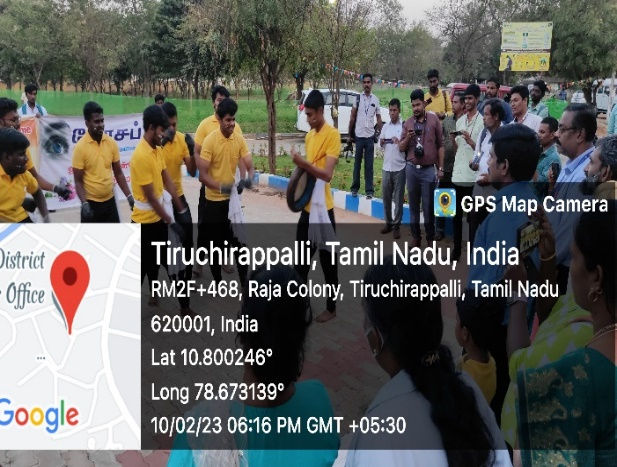 ஜோசப்
GPS Map Camera
District
Office
Google
Tiruchirappalli, Tamil Nadu, India
RM2F+468, Raja Colony, Tiruchirappalli, Tamil Nadu
620001, India
Lat 10.800246°
Long 78.673139°
10/02/23 06:16 PM GMT +05:30